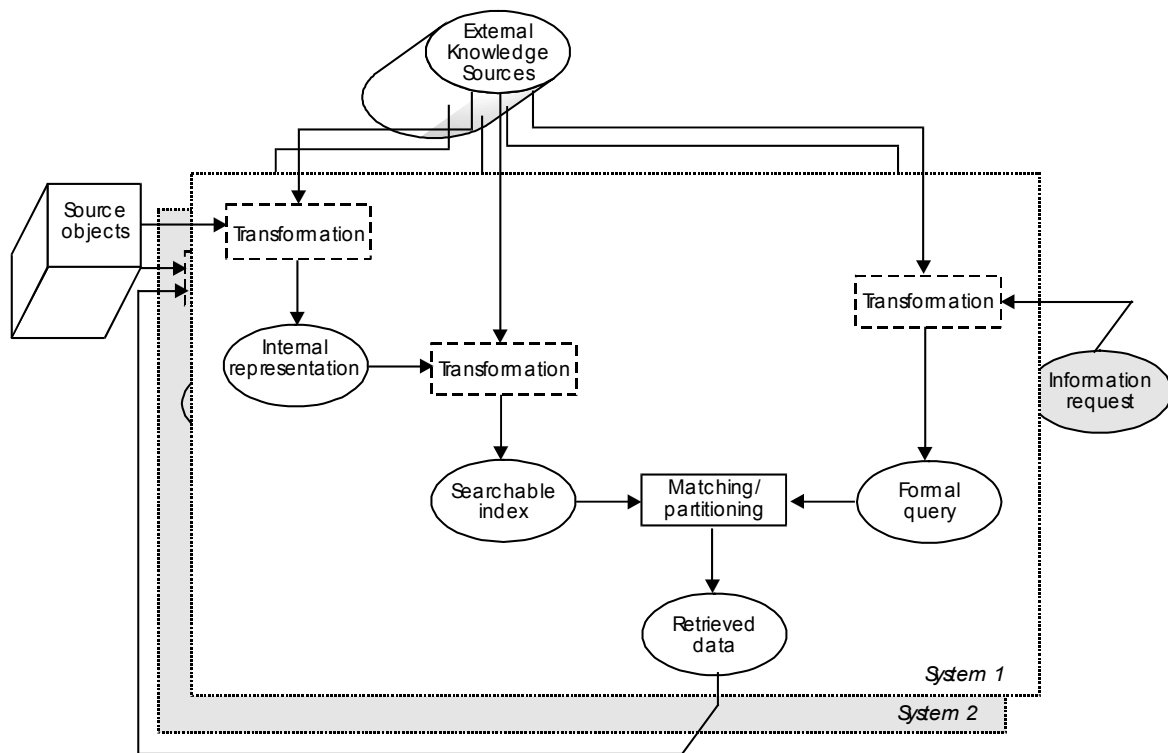 External
Knowledge
Sources
Source
objects
Transformation
Transformation
Internal
representation
Transformation
Information
request
Searchable
index
Matching/
partitioning
Formal
query
Retrieved
data
System 1
System 2